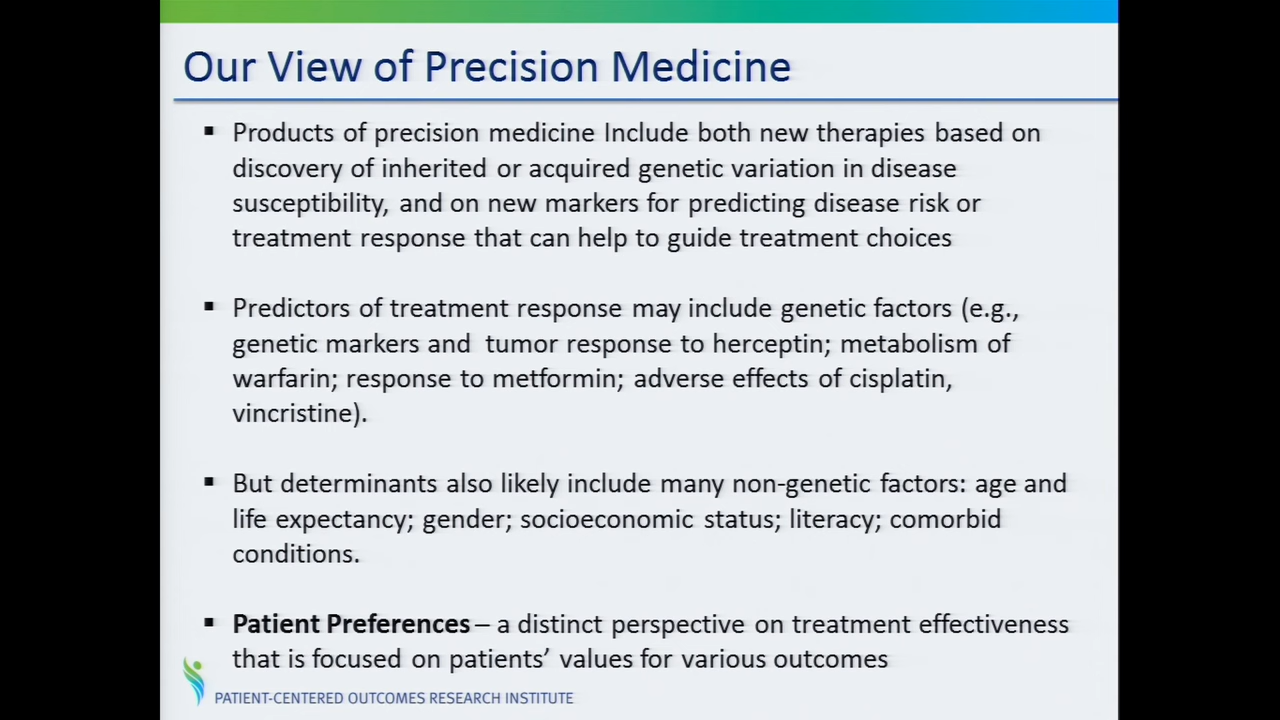 Our View of Precision Medicine
▪ Products of precision medicine Include both new therapies based on
discovery of inherited or acquired genetic variation in disease
susceptibility, and on new markers for predicting disease risk or
treatment response that can help to guide treatment choices
▪ Predictors of treatment response may include genetic factors (e.g.,
genetic markers and tumor response to herceptin; metabolism of
warfarin; response to metformin; adverse effects of cisplatin,
vincristine).
▪ But determinants also likely include many non-genetic factors: age and
life expectancy; gender; socioeconomic status; literacy; comorbid
conditions.
▪ Patient Preferences – a distinct perspective on treatment effectiveness
that is focused on patients’ values for various outcomes
PATIENT-CENTERED OUTCOMES RESEARCH INSTITUTE